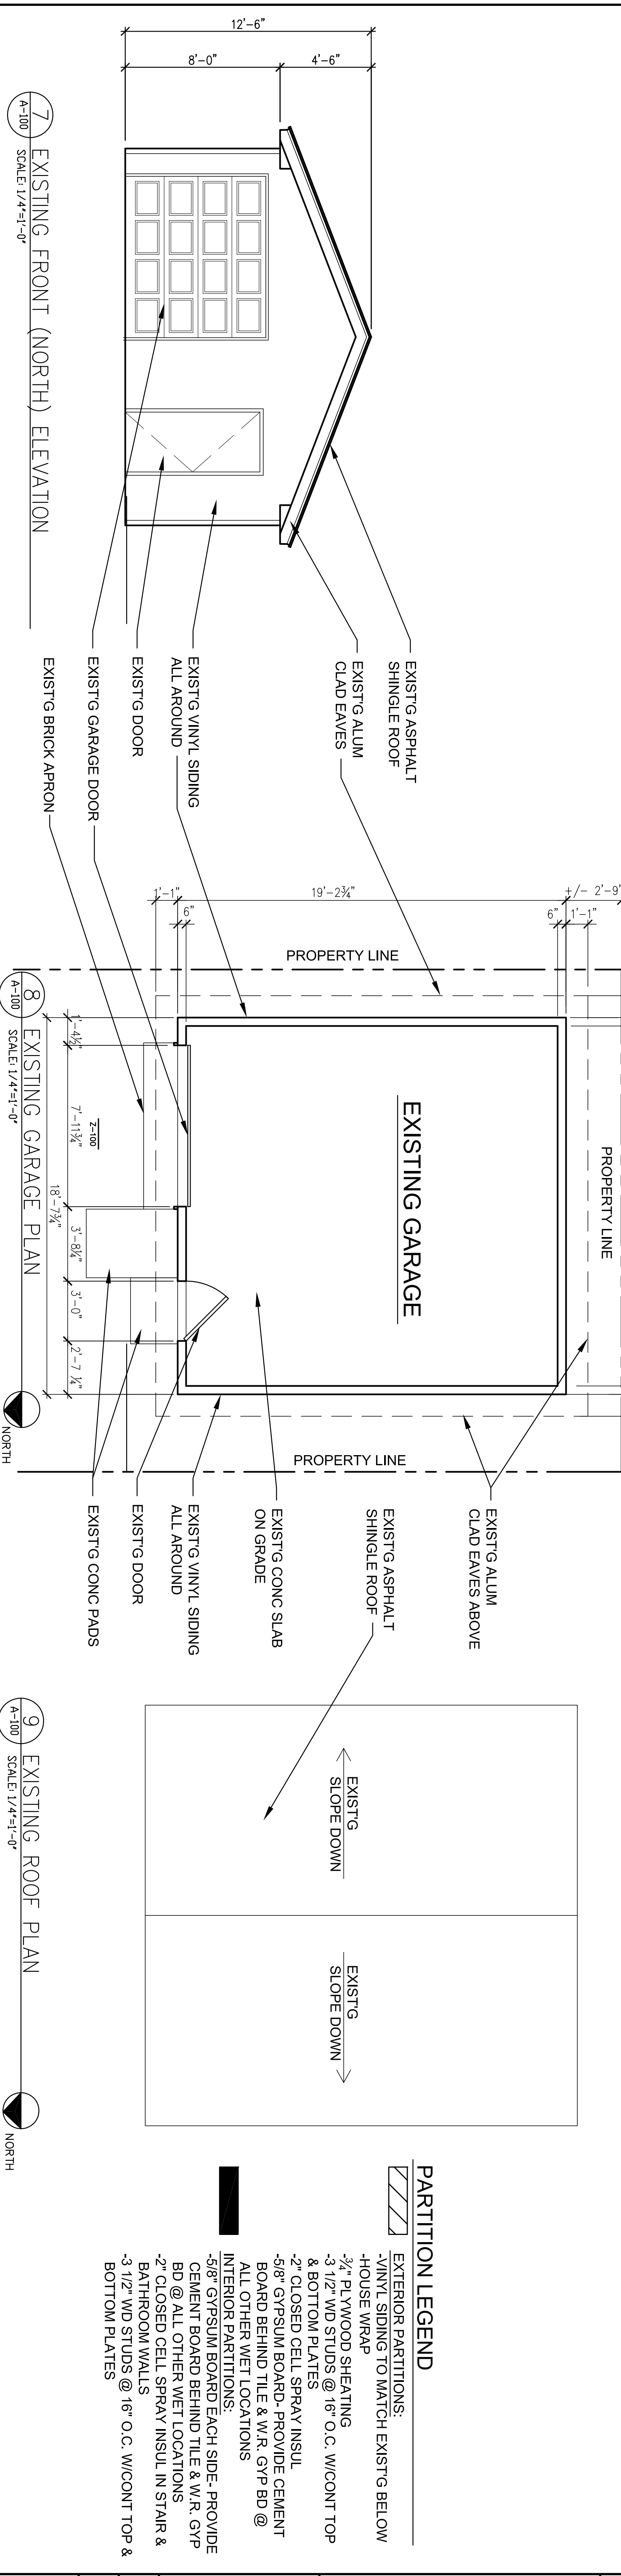 12'-6"
8'-0"
4'-6"
EXIST'G ASPHALT
SHINGLE ROOF
EXIST'G ALUM
CLAD EAVES
EXIST'G VINYL SIDING
ALL AROUND
EXIST'G DOOR
EXIST'G GARAGE DOOR
EXIST'G BRICK APRON
7
A-100
EXISTING FRONT (NORTH) ELEVATION
SCALE: 1/4"=1'-0"
1'-1"
19'-2¾"
+/- 2'-9"
6"
6"
1'-1"
PROPERTY LINE
PROPERTY LINE
PROPERTY LINE
EXISTING GARAGE
1'-4½"
7'-11¾"
3'-8¼"
3'-0"
2'-7 ¼"
18'-7¾"
Z-100
EXIST'G ALUM
CLAD EAVES ABOVE
EXIST'G ASPHALT
SHINGLE ROOF
EXIST'G CONC SLAB
ON GRADE
EXIST'G VINYL SIDING
ALL AROUND
EXIST'G DOOR
EXIST'G CONC PADS
8
A-100
EXISTING GARAGE PLAN
SCALE: 1/4"=1'-0"
NORTH
EXIST'G
SLOPE DOWN
EXIST'G
SLOPE DOWN
9
A-100
EXISTING ROOF PLAN
SCALE: 1/4"=1'-0"
NORTH
PARTITION LEGEND
EXTERIOR PARTITIONS:
-VINYL SIDING TO MATCH EXIST'G BELOW
-HOUSE WRAP
-¾" PLYWOOD SHEATING
-3 1/2" WD STUDS @ 16" O.C. W/CONT TOP
& BOTTOM PLATES
-2" CLOSED CELL SPRAY INSUL
-5/8" GYPSUM BOARD- PROVIDE CEMENT
BOARD BEHIND TILE & W.R. GYP BD @
ALL OTHER WET LOCATIONS
INTERIOR PARTITIONS:
-5/8" GYPSUM BOARD EACH SIDE- PROVIDE
CEMENT BOARD BEHIND TILE & W.R. GYP
BD @ ALL OTHER WET LOCATIONS
-2" CLOSED CELL SPRAY INSUL IN STAIR &
BATHROOM WALLS
-3 1/2" WD STUDS @ 16" O.C. W/CONT TOP &
BOTTOM PLATES